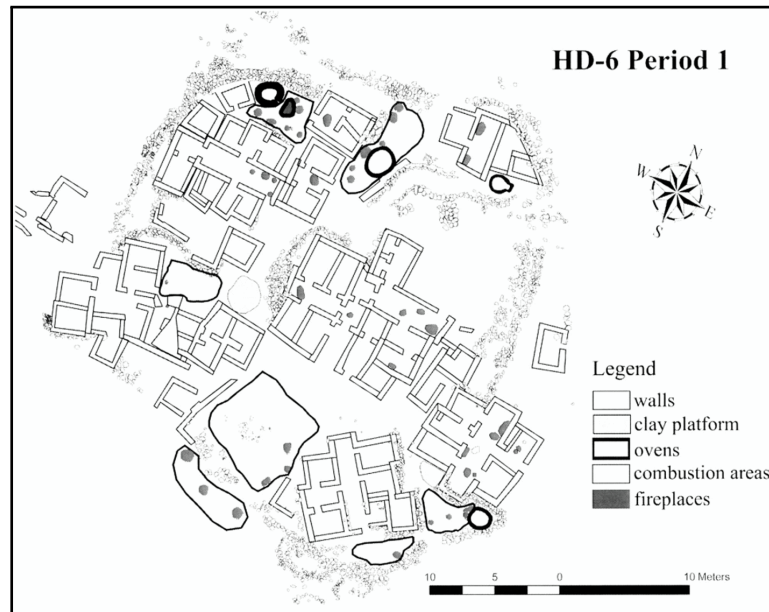 HD-6 Period 1
N
W
E
S
Legend
walls
clay platform
ovens
combustion areas
fireplaces
10 5 0 10 Meters